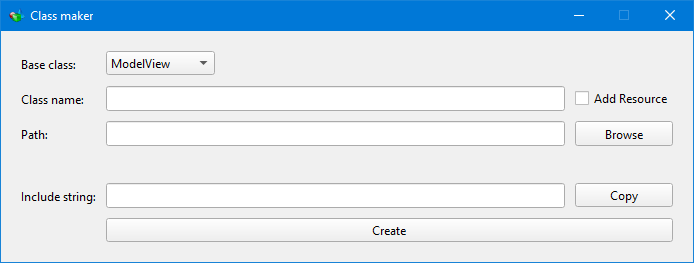 Class maker
Base class: ModelView
Class name: Add Resource
Path: Browse
Include string: Copy
Create